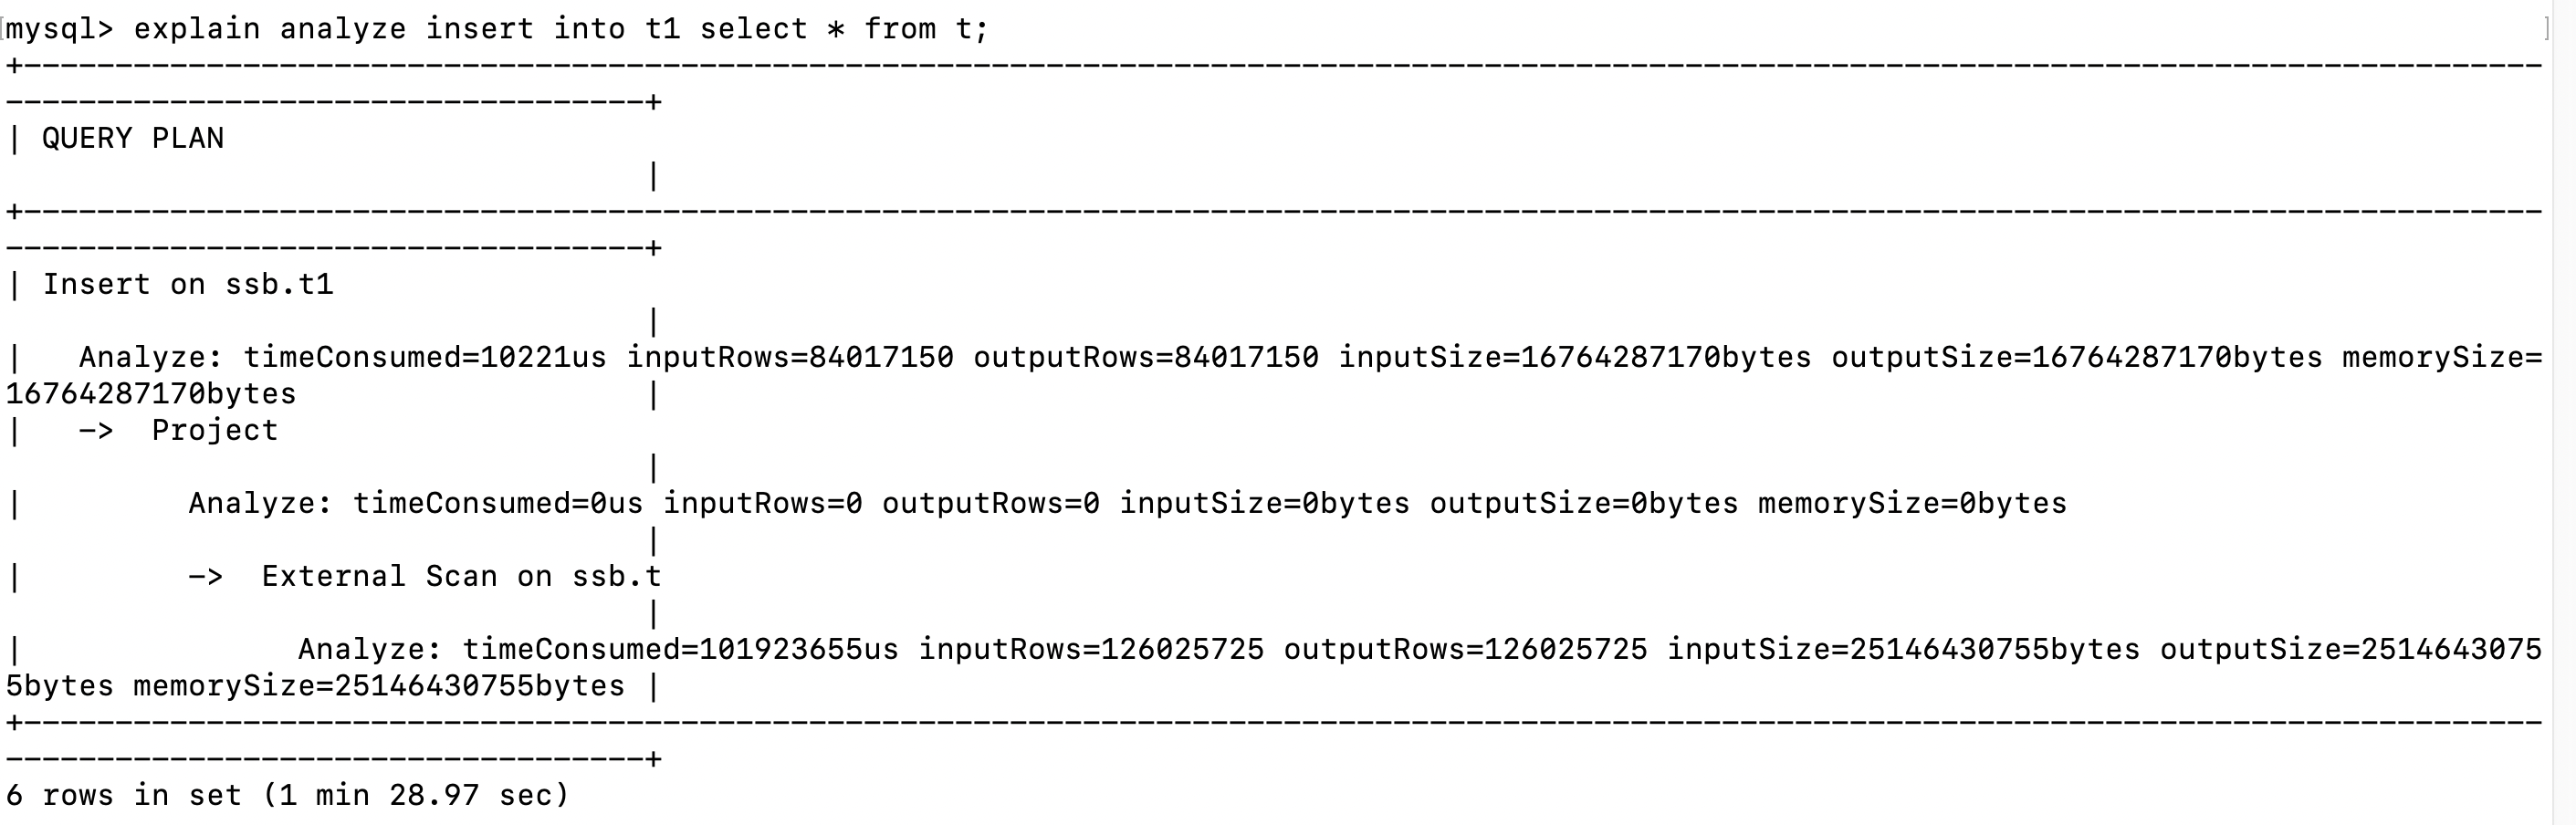 mysql> explain analyze insert into t1 select * from t;
+------------------------------------------------------------------------------------------------------------------------------------------
-----------------------------------+
| QUERY PLAN
|
+------------------------------------------------------------------------------------------------------------------------------------------
-----------------------------------+
| Insert on ssb.t1
|
|   Analyze: timeConsumed=10221us inputRows=84017150 outputRows=84017150 inputSize=16764287170bytes outputSize=16764287170bytes memorySize=
16764287170bytes                   |
|   ->  Project
|
|         Analyze: timeConsumed=0us inputRows=0 outputRows=0 inputSize=0bytes outputSize=0bytes memorySize=0bytes
|
|         ->  External Scan on ssb.t
|
|               Analyze: timeConsumed=101923655us inputRows=126025725 outputRows=126025725 inputSize=25146430755bytes outputSize=2514643075
5bytes memorySize=25146430755bytes |
+------------------------------------------------------------------------------------------------------------------------------------------
-----------------------------------+
6 rows in set (1 min 28.97 sec)